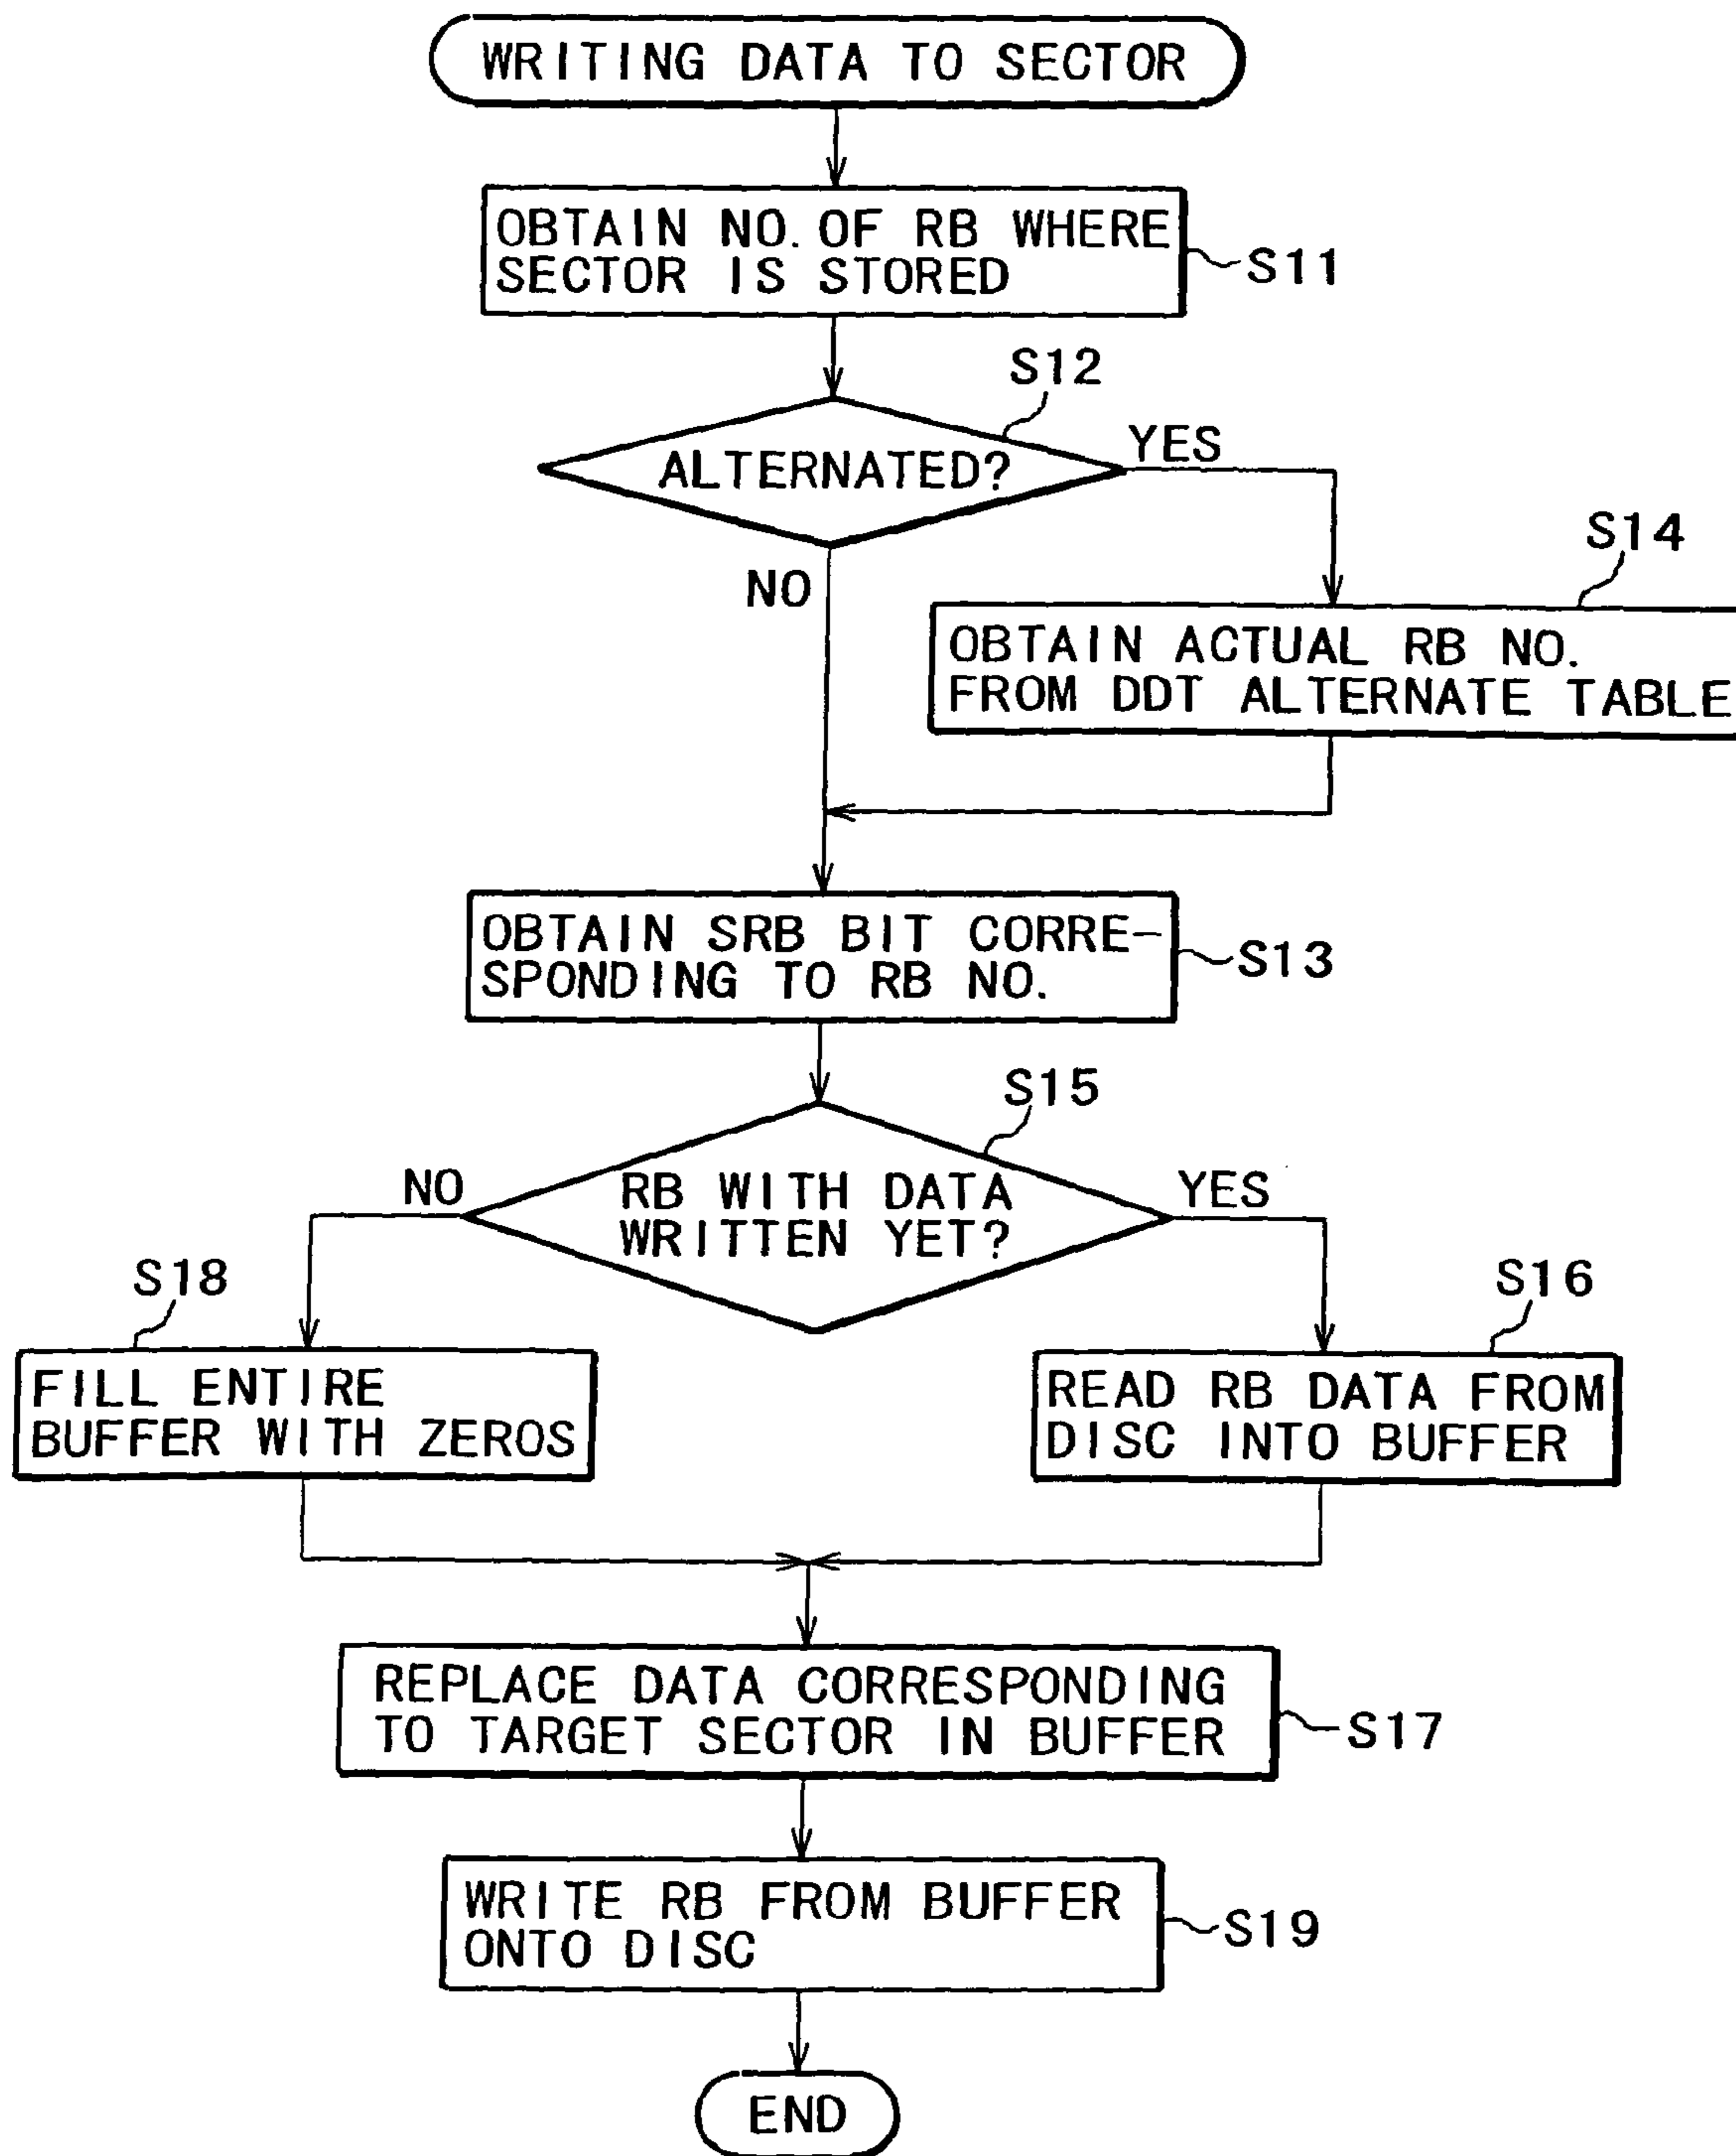 WRITING DATA TO SECTOR
OBTAIN NO. OF RB WHERE
SECTOR IS STORED
S11
S12
ALTERNATED?
YES
NO
S14
OBTAIN ACTUAL RB NO.
FROM DDT ALTERNATE TABLE
OBTAIN SRB BIT CORRE-
SPONDING TO RB NO.
S13
S15
RB WITH DATA
WRITTEN YET?
NO
YES
S18
FILL ENTIRE
BUFFER WITH ZEROS
S16
READ RB DATA FROM
DISC INTO BUFFER
REPLACE DATA CORRESPONDING
TO TARGET SECTOR IN BUFFER
S17
WRITE RB FROM BUFFER
ONTO DISC
S19
END